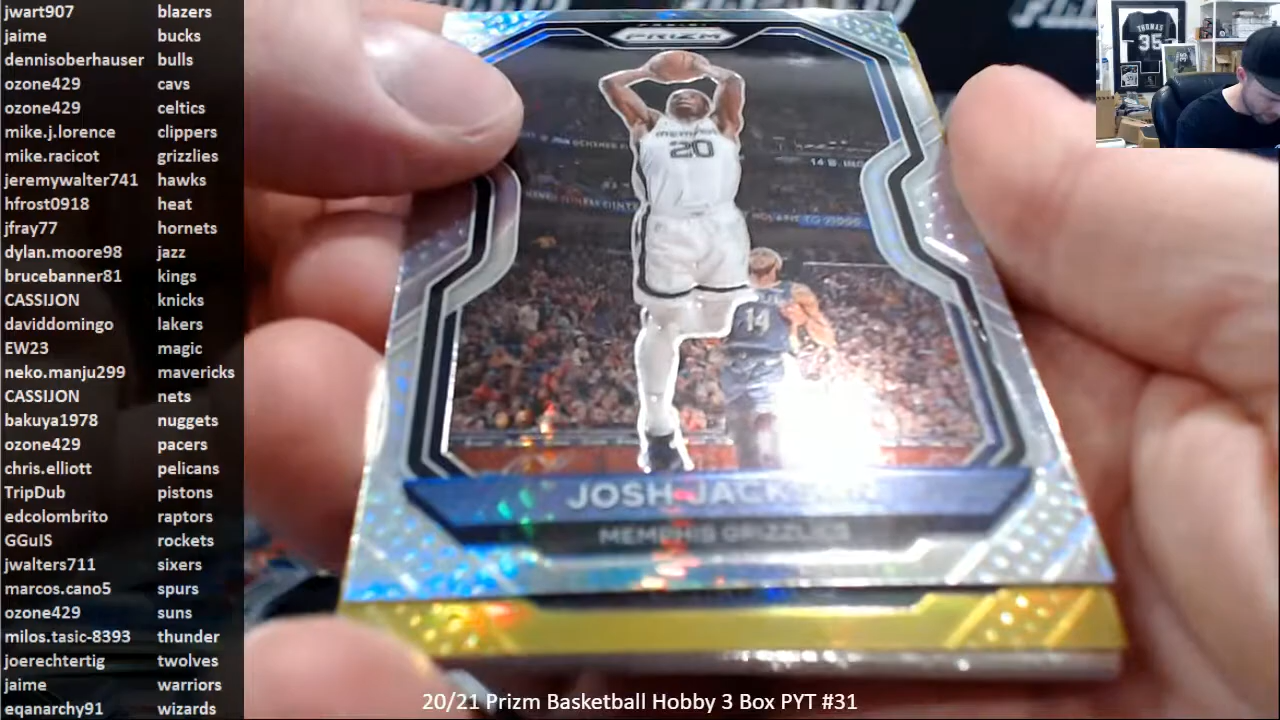 jwart907 blazers
jaime bucks
dennisoberhauser bulls
ozone429 cavs
ozone429 celtics
mike.j.lorence clippers
mike.racicot grizzlies
jeremywalter741 hawks
hfrost0918 heat
jfray77 hornets
dylan.moore98 jazz
brucebanner81 kings
CASSIJON knicks
daviddomingo lakers
EW23 magic
neko.manju299 mavericks
CASSIJON nets
bakuya1978 nuggets
ozone429 pacers
chris.elliott pelicans
TripDub pistons
edcolombrito raptors
GGuIS rockets
jwalters711 sixers
marcos.cano5 spurs
ozone429 suns
milos.tasic-8393 thunder
joerechtertig twolves
jaime warriors
eqanarchy91 wizards
PANINI
PRIZM
MEMPHIS
20
14
JOSH JACK
MEMPHIS GRIZZLIES
THOMAS
35
20/21 Prizm Basketball Hobby 3 Box PYT #31